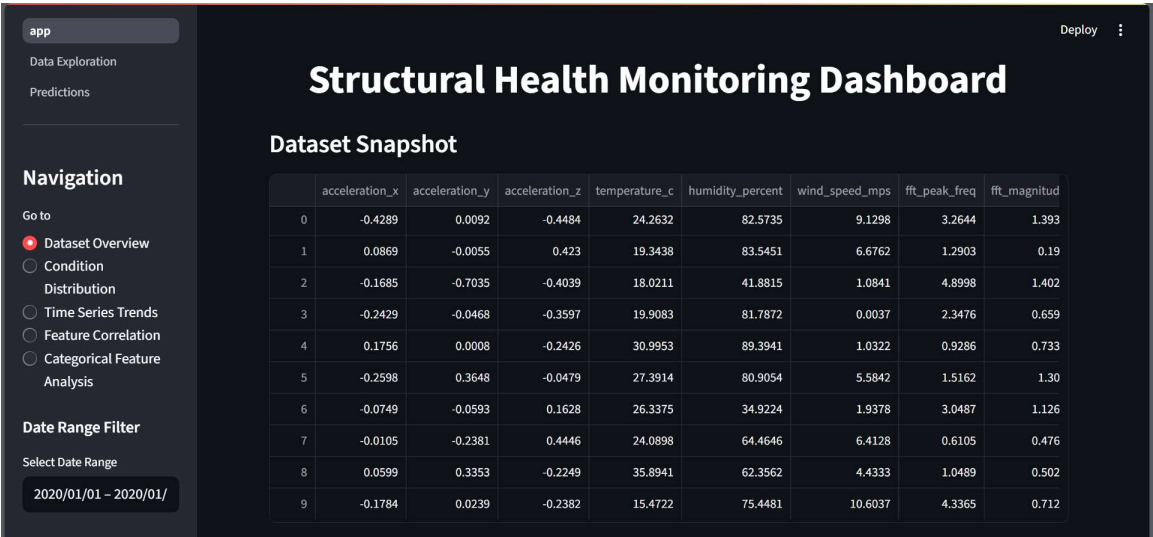 app
Data Exploration
Predictions
Navigation
Go to
Dataset Overview
Condition
Distribution
Time Series Trends
Feature Correlation
Categorical Feature
Analysis
Date Range Filter
Select Date Range
2020/01/01 – 2020/01/
Deploy
Structural Health Monitoring Dashboard
Dataset Snapshot
acceleration_x acceleration_y acceleration_z temperature_c humidity_percent wind_speed_mps fft_peak_freq fft_magnitud
0 -0.4289 0.0092 -0.4484 24.2632 82.5735 9.1298 3.2644 1.393
1 0.0869 -0.0055 0.423 19.3438 83.5451 6.6762 1.2903 0.19
2 -0.1685 -0.7035 -0.4039 18.0211 41.8815 1.0841 4.8998 1.402
3 -0.2429 -0.0468 -0.3597 19.9083 81.7872 0.0037 2.3476 0.659
4 0.1756 0.0008 -0.2426 30.9953 89.3941 1.0322 0.9286 0.733
5 -0.2598 0.3648 -0.0479 27.3914 80.9054 5.5842 1.5162 1.30
6 -0.0749 -0.0593 0.1628 26.3375 34.9224 1.9378 3.0487 1.126
7 -0.0105 -0.2381 0.4446 24.0898 64.4646 6.4128 0.6105 0.476
8 0.0599 0.3353 -0.2249 35.8941 62.3562 4.4333 1.0489 0.502
9 -0.1784 0.0239 -0.2382 15.4722 75.4481 10.6037 4.3365 0.712